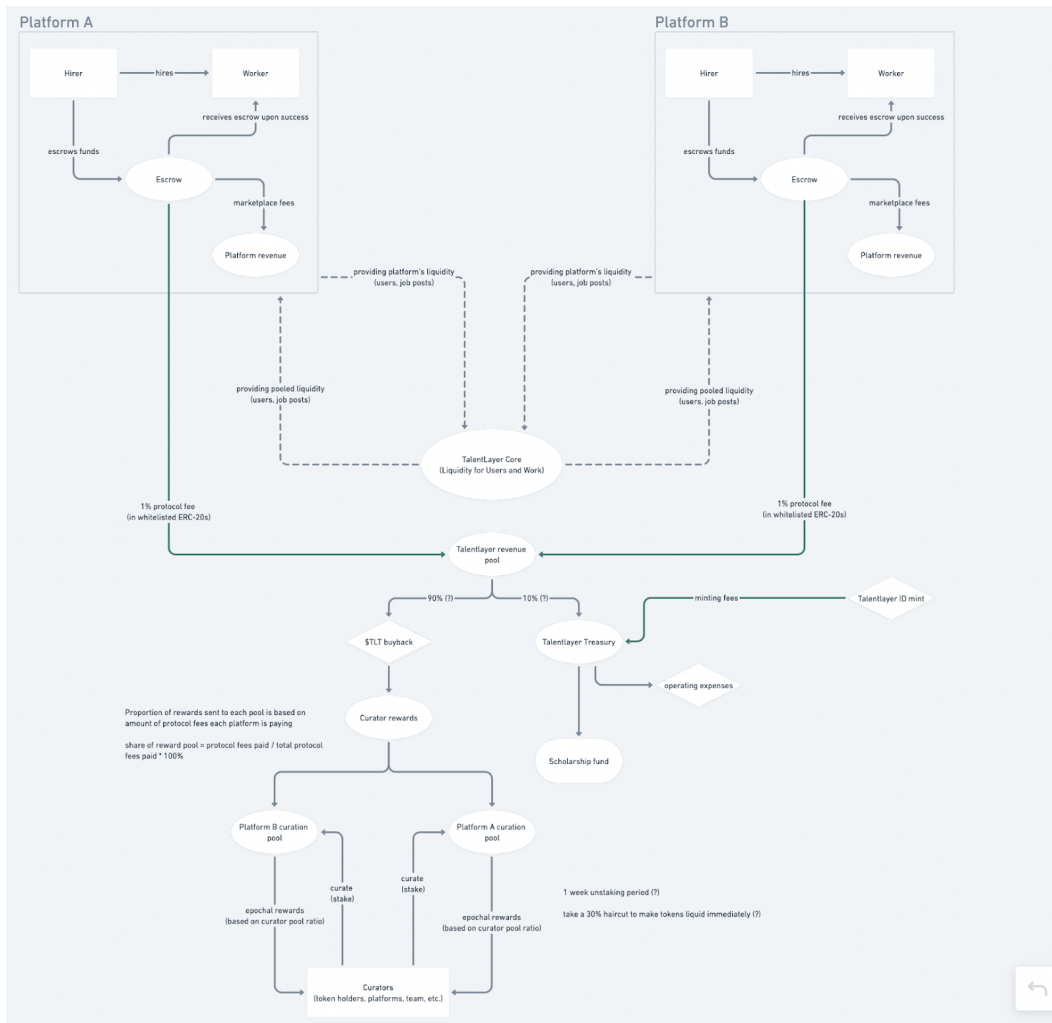 Platform A
Platform B
Hirer
hires
Worker
Hirer
hires
Worker
receives escrow upon success
receives escrow upon success
escrows funds
escrows funds
Escrow
Escrow
marketplace fees
marketplace fees
Platform revenue
Platform revenue
providing platform's liquidity
(users, job posts)
providing platform's liquidity
(users, job posts)
providing pooled liquidity
(users, job posts)
providing pooled liquidity
(users, job posts)
TalentLayer Core
(Liquidity for Users and Work)
1% protocol fee
(in whitelisted ERC-20s)
1% protocol fee
(in whitelisted ERC-20s)
Talentlayer revenue
pool
90% (?)
10% (?)
minting fees
Talentlayer ID mint
$TLT buyback
Talentlayer Treasury
operating expenses
Curator rewards
Proportion of rewards sent to each pool is based on
amount of protocol fees each platform is paying
share of reward pool = protocol fees paid / total protocol
fees paid * 100%
Scholarship fund
Platform B curation
pool
Platform A curation
pool
curate
(stake)
curate
(stake)
epochal rewards
(based on curator pool ratio)
epochal rewards
(based on curator pool ratio)
1 week unstaking period (?)
take a 30% haircut to make tokens liquid immediately (?)
Curators
(token holders, platforms, team, etc.)